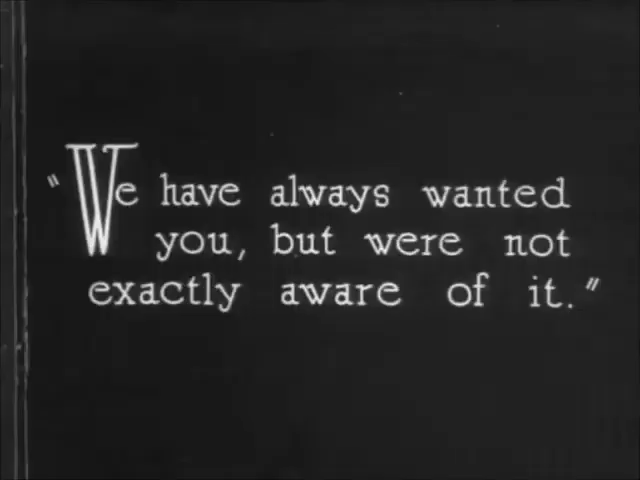 "We have always wanted
you, but were not
exactly aware of it."